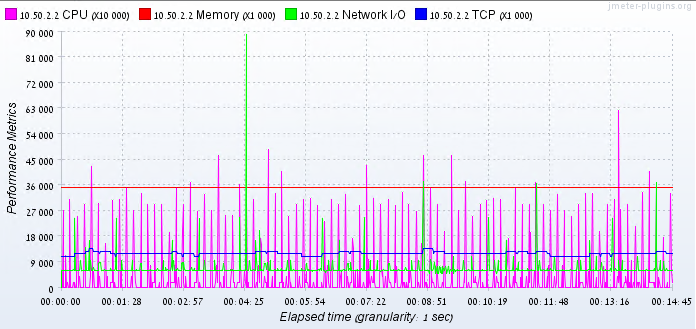 jmeter-plugins.org
10.50.2.2 CPU (X10 000) 10.50.2.2 Memory (X1 000) 10.50.2.2 Network I/O 10.50.2.2 TCP (X1 000)
90 000
81 000
72 000
63 000
54 000
45 000
36 000
27 000
18 000
9 000
0
Performance Metrics
00:00:00 00:01:28 00:02:57 00:04:25 00:05:54 00:07:22 00:08:51 00:10:19 00:11:48 00:13:16 00:14:45
Elapsed time (granularity: 1 sec)